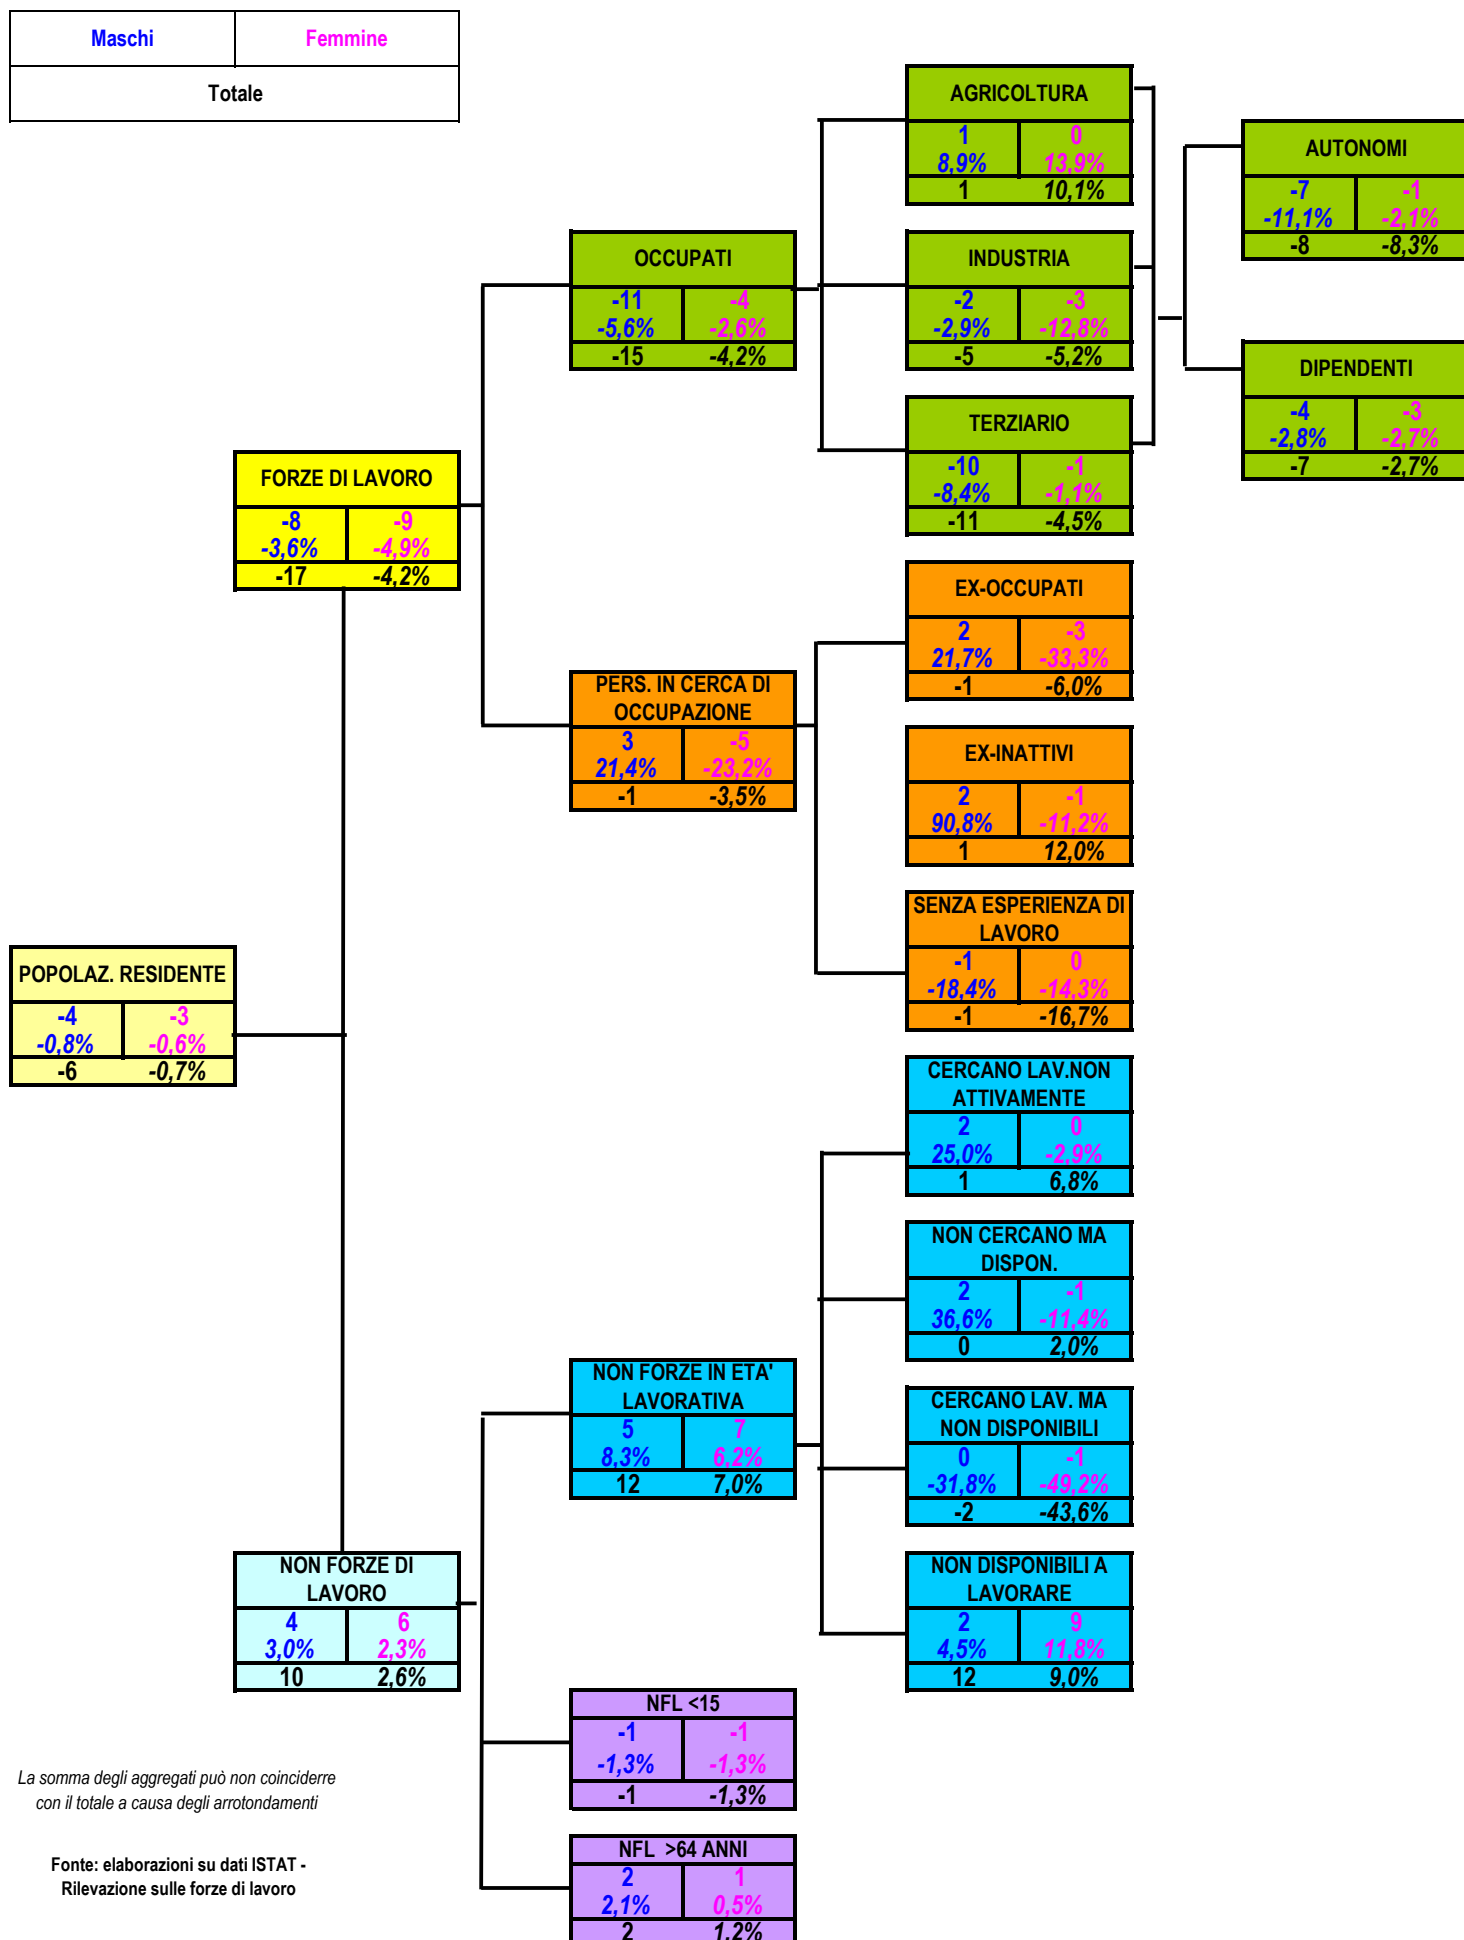 Maschi Femmine
Totale
AGRICOLTURA
1 0
8,9% 13,9%
1 10,1%
AUTONOMI
-7 -1
-11,1% -2,1%
-8 -8,3%
OCCUPATI
-11 -4
-5,6% -2,6%
-15 -4,2%
INDUSTRIA
-2 -3
-2,9% -12,8%
-5 -5,2%
DIPENDENTI
-4 -3
-2,8% -2,7%
-7 -2,7%
TERZIARIO
-10 -1
-8,4% -1,1%
-11 -4,5%
FORZE DI LAVORO
-8 -9
-3,6% -4,9%
-17 -4,2%
EX-OCCUPATI
2 -3
21,7% -33,3%
-1 -6,0%
PERS. IN CERCA DI
OCCUPAZIONE
3 -5
21,4% -23,2%
-1 -3,5%
EX-INATTIVI
2 -1
90,8% -11,2%
1 12,0%
SENZA ESPERIENZA DI
LAVORO
-1 0
-18,4% -14,3%
-1 -16,7%
POPOLAZ. RESIDENTE
-4 -3
-0,8% -0,6%
-6 -0,7%
CERCANO LAV.NON
ATTIVAMENTE
2 0
25,0% -2,9%
1 6,8%
NON CERCANO MA
DISPON.
2 -1
36,6% -11,4%
0 2,0%
NON FORZE IN ETA'
LAVORATIVA
5 7
8,3% 6,2%
12 7,0%
CERCANO LAV. MA
NON DISPONIBILI
0 -1
-31,8% -49,2%
-2 -43,6%
NON FORZE DI
LAVORO
4 6
3,0% 2,3%
10 2,6%
NON DISPONIBILI A
LAVORARE
2 9
4,5% 11,8%
12 9,0%
NFL <15
-1 -1
-1,3% -1,3%
-1 -1,3%
NFL >64 ANNI
2 1
2,1% 0,5%
2 1,2%
La somma degli aggregati può non coinciderre
con il totale a causa degli arrotondamenti
Fonte: elaborazioni su dati ISTAT -
Rilevazione sulle forze di lavoro